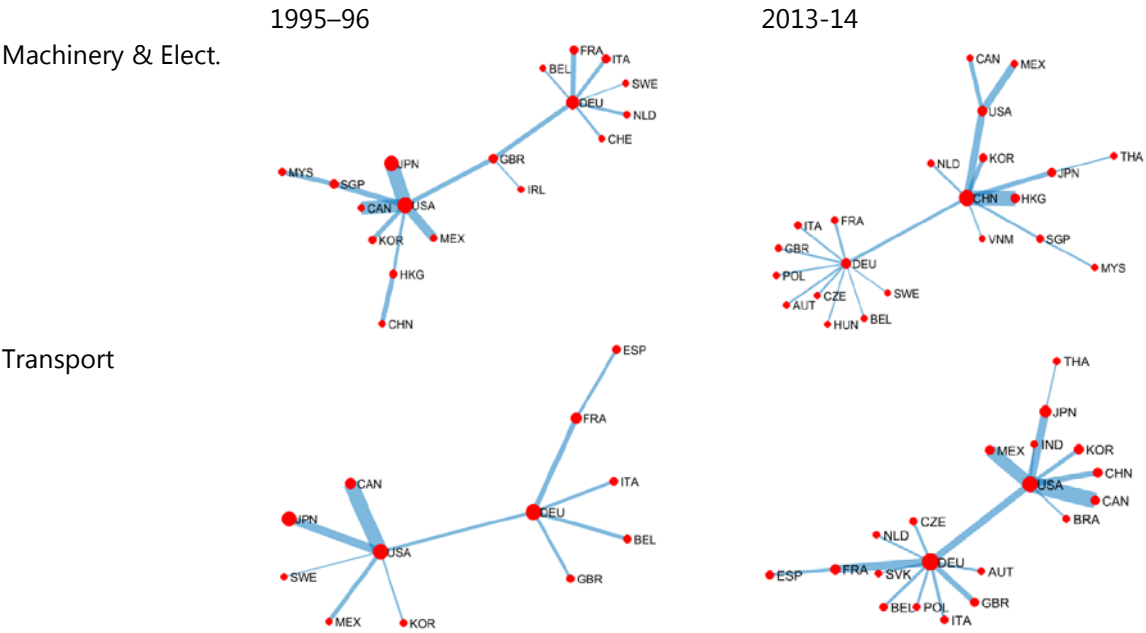 1995–96
2013-14
Machinery & Elect.
FRA
ITA
BEL
SWE
DEU
NLD
CHE
GBR
IRL
JPN
MYS
SGP
CAN
USA
KOR
MEX
HKG
CHN
CAN
MEX
USA
KOR
NLD
THA
JPN
CHN
HKG
VNM
SGP
MYS
FRA
ITA
GBR
DEU
POL
CZE
SWE
AUT
HUN
BEL
Transport
ESP
FRA
ITA
CAN
JPN
DEU
BEL
USA
SWE
GBR
MEX
KOR
THA
JPN
IND
MEX
KOR
CHN
USA
CAN
BRA
CZE
NLD
DEU
ESP
FRA
SVK
AUT
BEL
POL
GBR
ITA